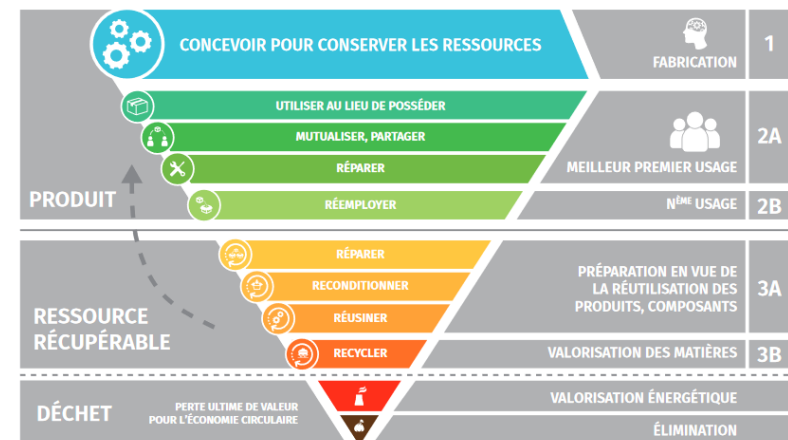 CONCEVOIR POUR CONSERVER LES RESSOURCES
FABRICATION
1
UTILISER AU LIEU DE POSSÉDER
MUTUALISER, PARTAGER
RÉPARER
MEILLEUR PREMIER USAGE
2A
PRODUIT
RÉEMPLOYER
NÈME USAGE
2B
RÉPARER
RECONDITIONNER
RÉUSINER
PRÉPARATION EN VUE DE
LA RÉUTILISATION DES
PRODUITS, COMPOSANTS
3A
RESSOURCE
RÉCUPÉRABLE
RECYCLER
VALORISATION DES MATIÈRES
3B
DÉCHET
PERTE ULTIME DE VALEUR
POUR L'ÉCONOMIE CIRCULAIRE
VALORISATION ÉNERGÉTIQUE
ÉLIMINATION